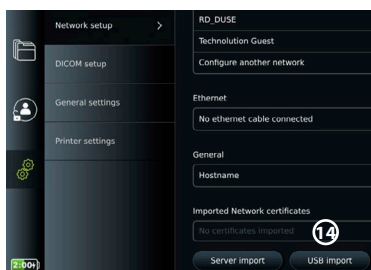 Network setup >
DICOM setup
General settings
Printer settings
2:00+
RD_DUSE
Technolution Guest
Configure another network
Ethernet
No ethernet cable connected
General
Hostname
Imported Network certificates
No certificates imported
14
Server import
USB import